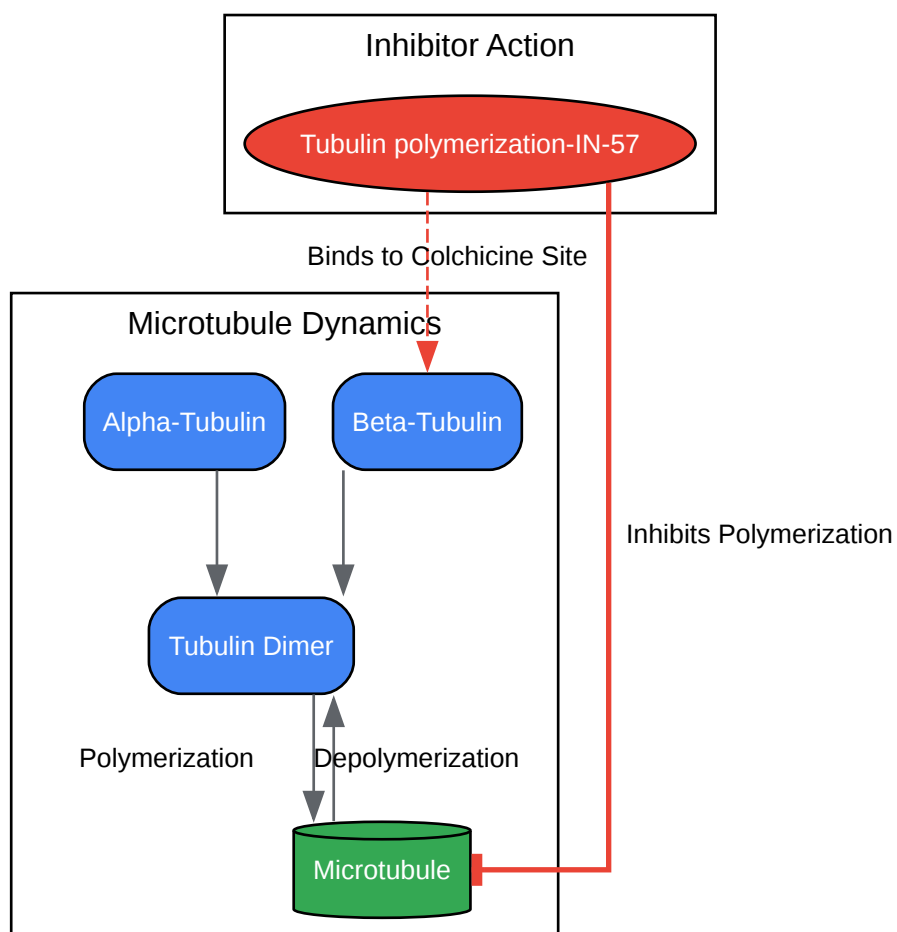 Inhibitor Action
Tubulin polymerization-IN-57
Binds to Colchicine Site
Microtubule Dynamics
Alpha-Tubulin
Beta-Tubulin
Inhibits Polymerization
Tubulin Dimer
Polymerization
Depolymerization
Microtubule